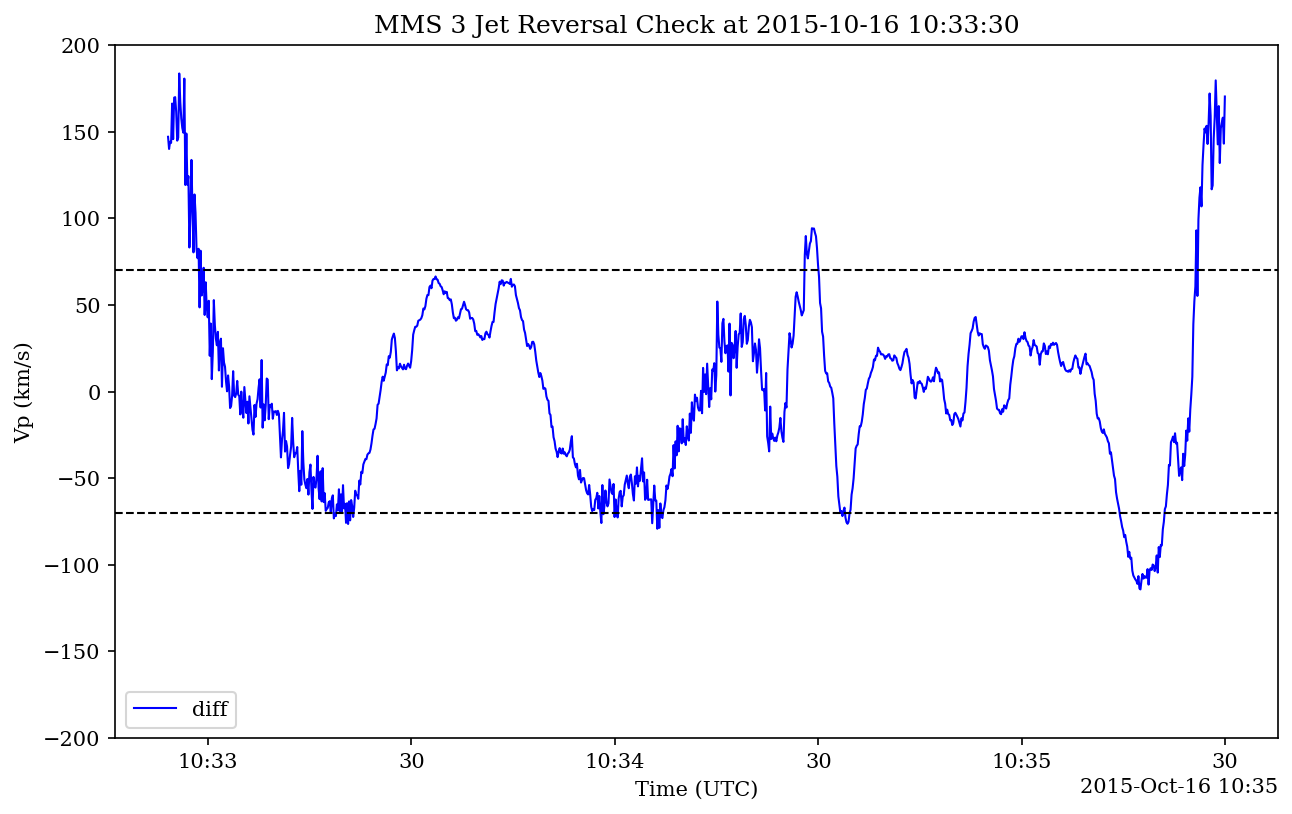 MMS 3 Jet Reversal Check at 2015-10-16 10:33:30
200
150
100
50
0
−50
−100
−150
−200
Vp (km/s)
diff
10:33 30 10:34 30 10:35 30
Time (UTC)
2015-Oct-16 10:35